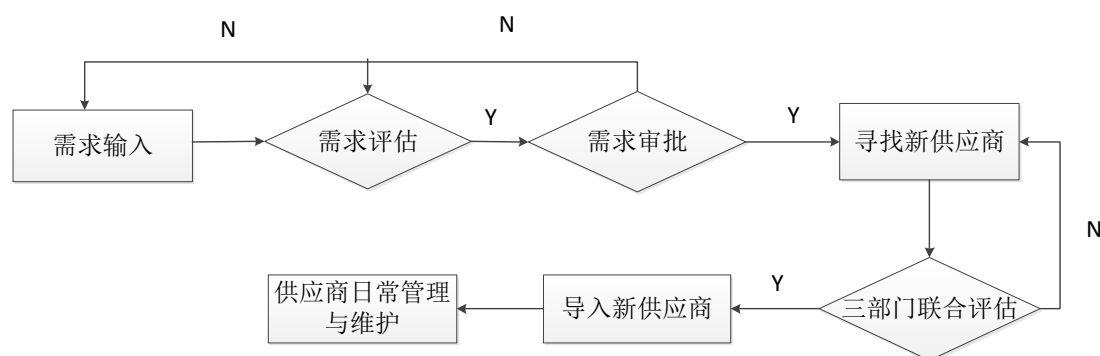 N
N
需求输入
需求评估
Y
需求审批
Y
寻找新供应商
N
供应商日常管理
与维护
导入新供应商
Y
三部门联合评估